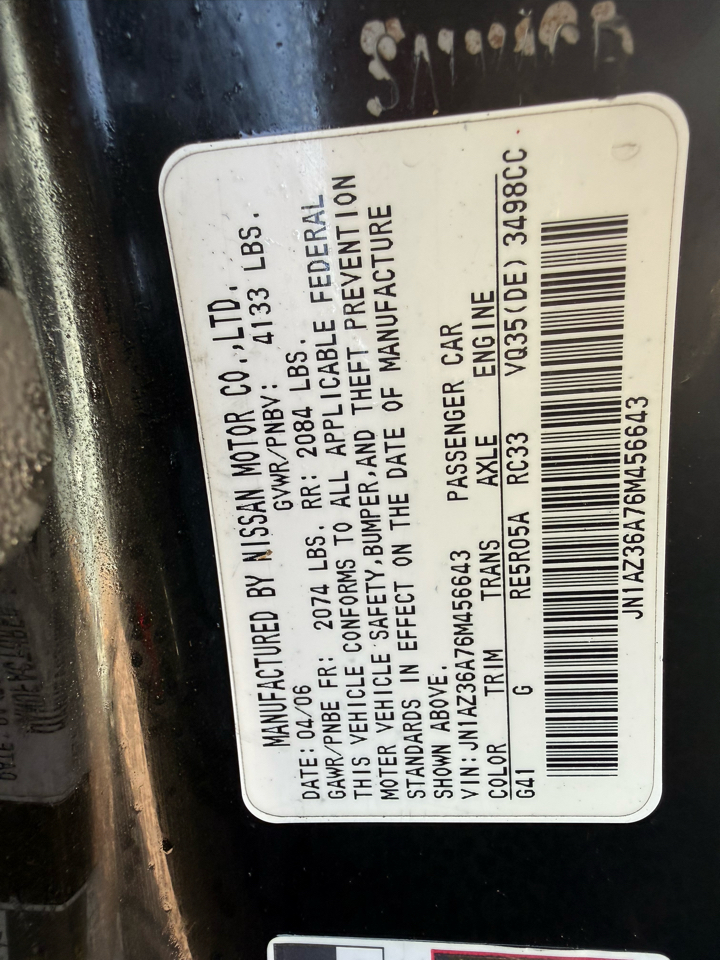 MANUFACTURED BY NISSAN MOTOR CO.,LTD.
DATE: 04/06 GVWR/PNBV: 4133 LBS.
GAWR/PNBE FR: 2074 LBS. RR: 2084 LBS.
THIS VEHICLE CONFORMS TO ALL APPLICABLE FEDERAL
MOTER VEHICLE SAFETY,BUMPER,AND THEFT PREVENTION
STANDARDS IN EFFECT ON THE DATE OF MANUFACTURE
SHOWN ABOVE.
VIN: JN1AZ36A76M456643 PASSENGER CAR
COLOR TRIM TRANS AXLE ENGINE
G41 G RE5R05A RC33 VQ35(DE) 3498CC
JN1AZ36A76M456643